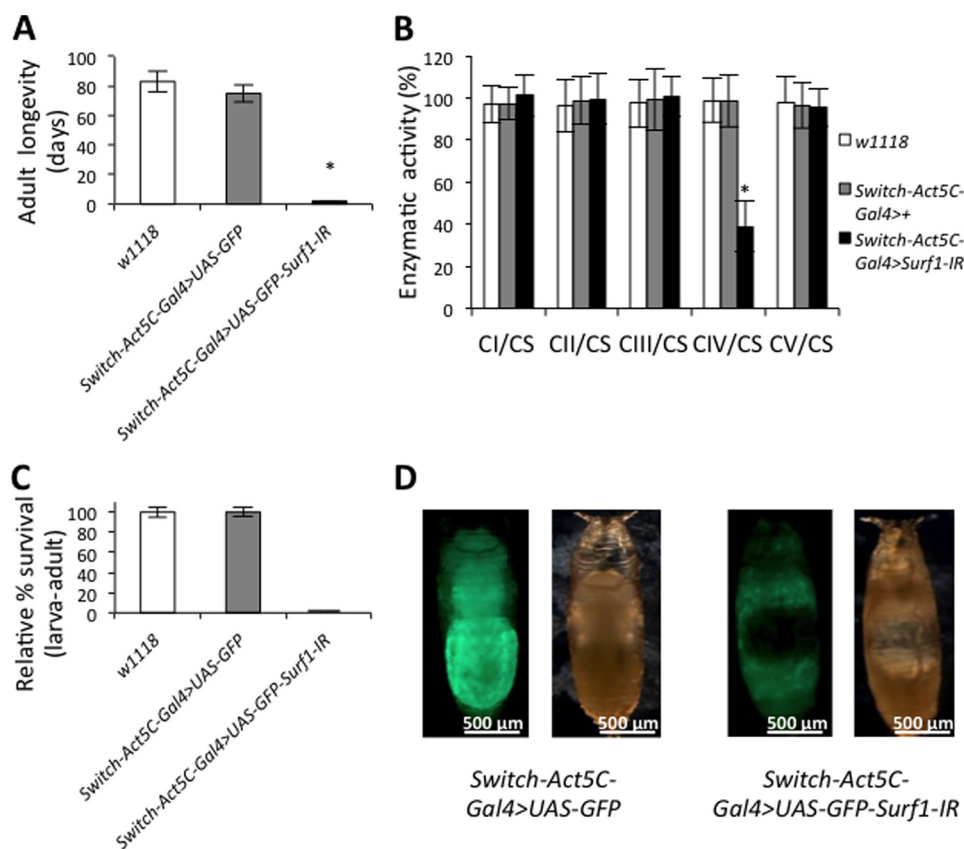 A
Adult longevity
(days)
100
80
60
40
20
0
*
w1118
Switch-Act5C-Gal4>UAS-GFP
Switch-Act5C-Gal4>UAS-GFP-Surf1-IR
B
Enzymatic activity (%)
120
100
80
60
40
20
0
*
CI/CS CII/CS CIII/CS CIV/CS CV/CS
w1118
Switch-Act5C-
Gal4>+
Switch-Act5C-
Gal4>Surf1-IR
C
Relative % survival
(larva-adult)
100
80
60
40
20
0
w1118
Switch-Act5C-Gal4>UAS-GFP
Switch-Act5C-Gal4>UAS-GFP-Surf1-IR
D
500 µm 500 µm 500 µm 500 µm
Switch-Act5C-
Gal4>UAS-GFP
Switch-Act5C-
Gal4>UAS-GFP-Surf1-IR